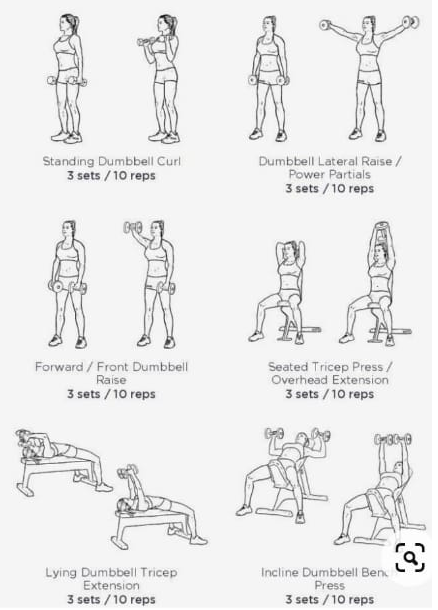 Standing Dumbbell Curl
3 sets / 10 reps
Dumbbell Lateral Raise /
Power Partials
3 sets / 10 reps
Forward / Front Dumbbell
Raise
3 sets / 10 reps
Seated Tricep Press /
Overhead Extension
3 sets / 10 reps
Lying Dumbbell Tricep
Extension
3 sets / 10 reps
Incline Dumbbell
Press
3 sets / 10 reps